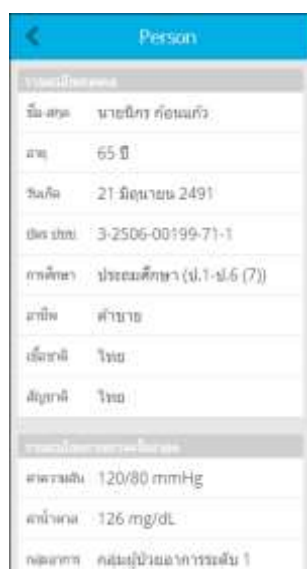 Person
ชื่อ-สกุล นายนิกร ก้อนแก้ว
อายุ 65 ปี
วันเกิด 21 มิถุนายน 2491
บัตร ปชช. 3-2506-00199-71-1
การศึกษา ประถมศึกษา (ป.1-ป.6 (7))
อาชีพ ค้าขาย
เชื้อชาติ ไทย
สัญชาติ ไทย
ค่าความดัน 120/80 mmHg
ค่าน้ำตาล 126 mg/dL
กลุ่มอาการ กลุ่มผู้ป่วยอาการระดับ 1